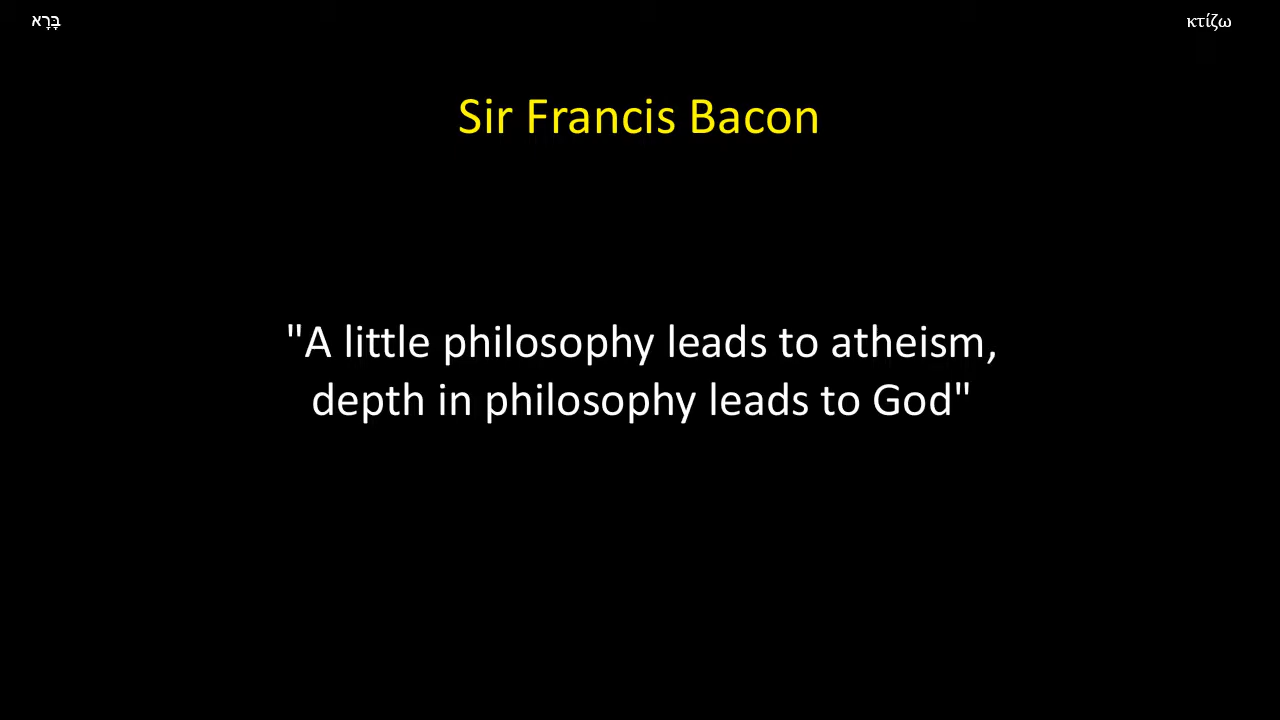 בָּרָא
κτίζω
Sir Francis Bacon
"A little philosophy leads to atheism,
depth in philosophy leads to God"